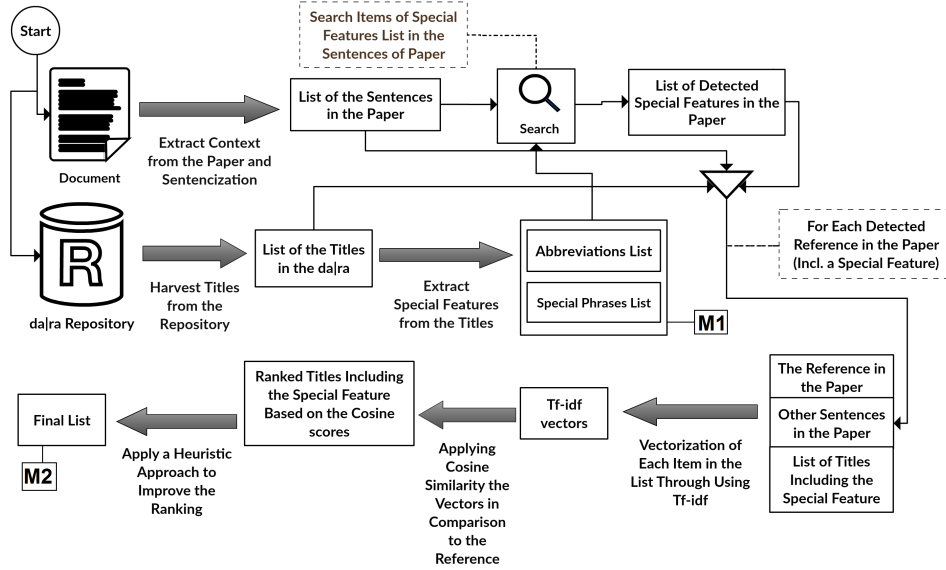 Start
Search Items of Special
Features List in the
Sentences of Paper
List of the Sentences
in the Paper
Search
List of Detected
Special Features in the
Paper
Extract Context
from the Paper and
Sentencization
Document
R
da|ra Repository
Harvest Titles
from the
Repository
List of the Titles
in the da|ra
Extract
Special Features
from the Titles
Abbreviations List
Special Phrases List
M1
For Each Detected
Reference in the Paper
(Incl. a Special Feature)
The Reference in
the Paper
Other Sentences
in the Paper
List of Titles
Including the
Special Feature
Vectorization of
Each Item in the
List Through Using
Tf-idf
Tf-idf
vectors
Applying
Cosine
Similarity the
Vectors in
Comparison
to the
Reference
Ranked Titles Including
the Special Feature
Based on the Cosine
scores
Apply a Heuristic
Approach to
Improve the
Ranking
Final List
M2